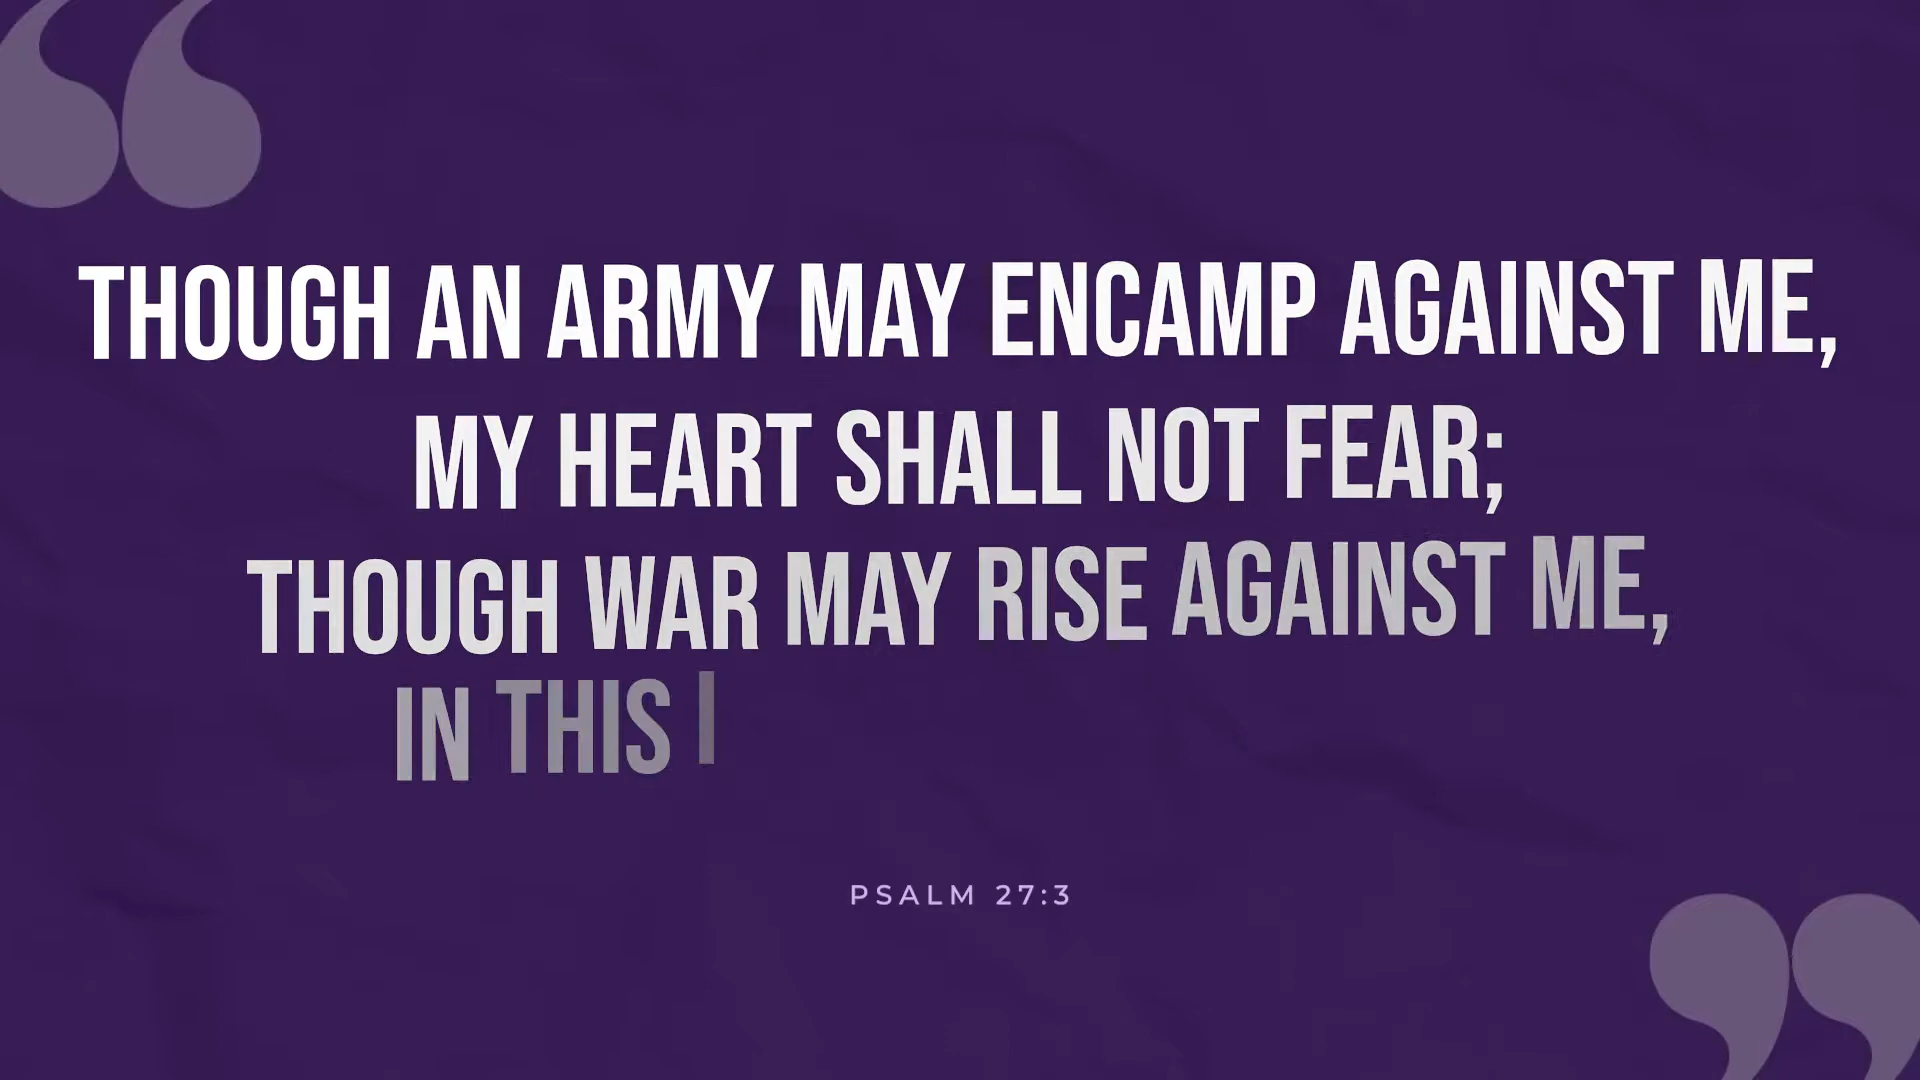 THOUGH AN ARMY MAY ENCAMP AGAINST ME,
MY HEART SHALL NOT FEAR;
THOUGH WAR MAY RISE AGAINST ME,
IN THIS I
PSALM 27:3